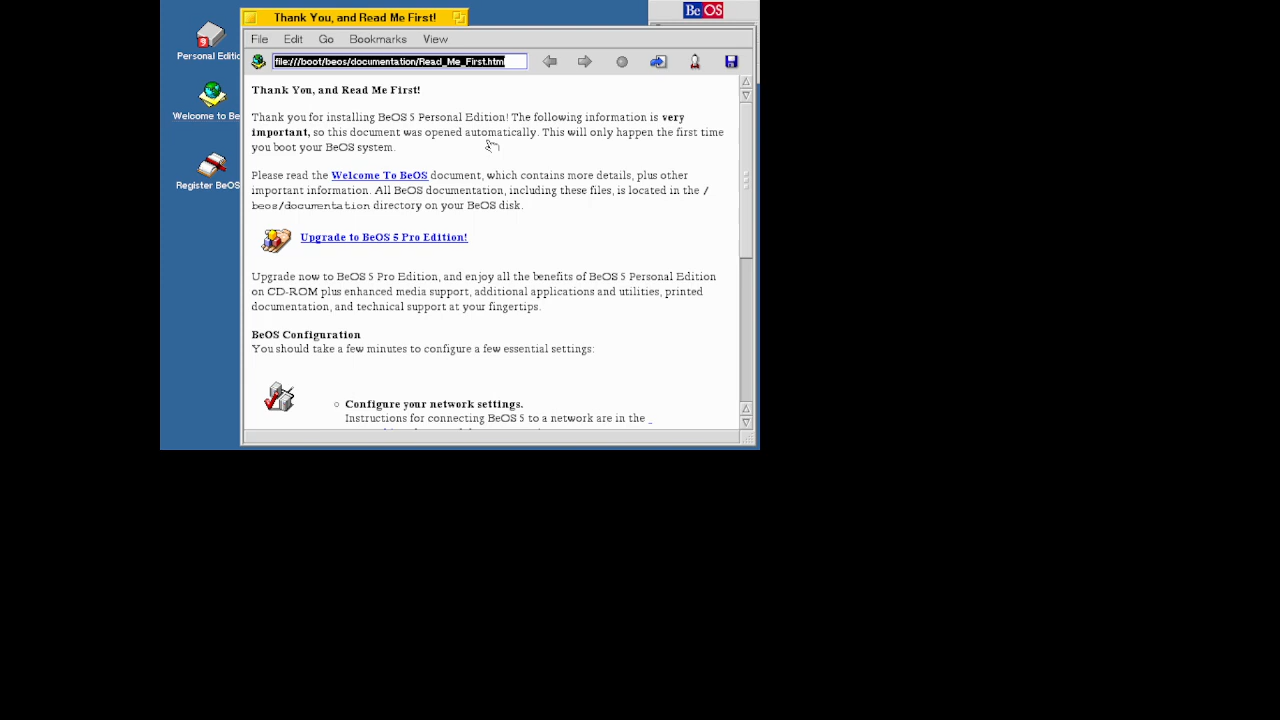 Be OS
Thank You, and Read Me First!
File Edit Go Bookmarks View
file:///boot/beos/documentation/Read_Me_First.htm
Personal Editio
Welcome to Be
Register BeOS
Thank You, and Read Me First!
Thank you for installing BeOS 5 Personal Edition! The following information is very
important, so this document was opened automatically. This will only happen the first time
you boot your BeOS system.
Please read the Welcome To BeOS document, which contains more details, plus other
important information. All BeOS documentation, including these files, is located in the /
beos/documentation directory on your BeOS disk.
Upgrade to BeOS 5 Pro Edition!
Upgrade now to BeOS 5 Pro Edition, and enjoy all the benefits of BeOS 5 Personal Edition
on CD-ROM plus enhanced media support, additional applications and utilities, printed
documentation, and technical support at your fingertips.
BeOS Configuration
You should take a few minutes to configure a few essential settings:
Configure your network settings.
Instructions for connecting BeOS 5 to a network are in the _